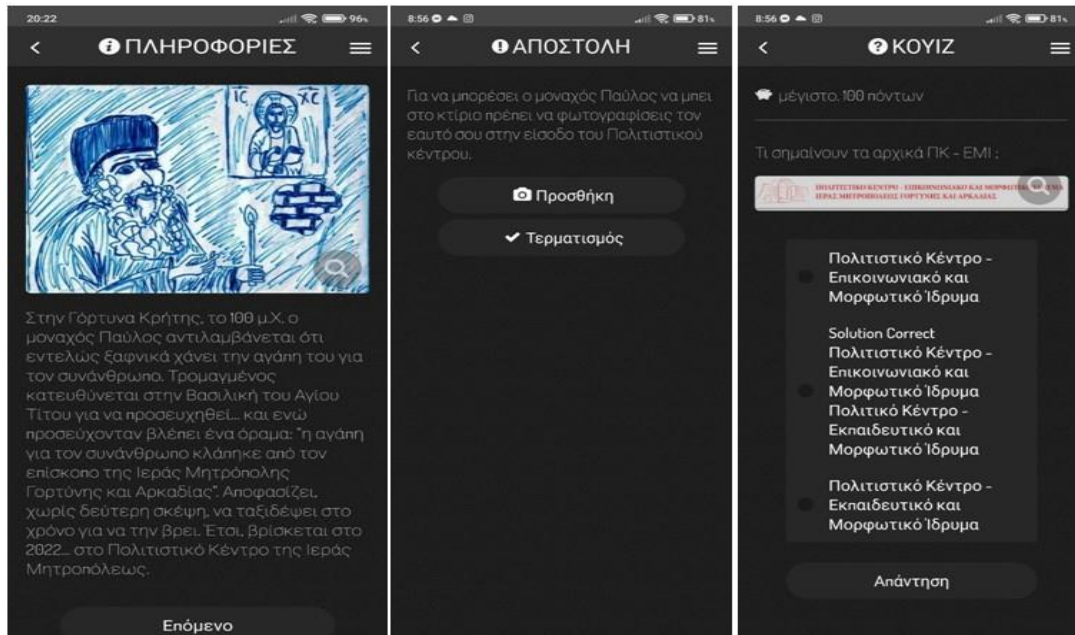 20:22
96%
ΠΛΗΡΟΦΟΡΙΕΣ
IC XC
Στην Γόρτυνα Κρήτης, το 100 μ.Χ. ο
μοναχός Παύλος αντιλαμβάνεται ότι
εντελώς ξαφνικά χάνει την αγάπη του για
τον συνάνθρωπο. Τρομαγμένος
κατευθύνεται στην Βασιλική του Αγίου
Τίτου για να προσευχηθεί... και ενώ
προσεύχονταν βλέπει ένα όραμα: "η αγάπη
για τον συνάνθρωπο κλάπηκε από τον
επίσκοπο της Ιεράς Μητρόπολης
Γορτύνης και Αρκαδίας". Αποφασίζει,
χωρίς δεύτερη σκέψη, να ταξιδέψει στο
χρόνο για να την βρει. Έτσι, βρίσκεται στο
2022... στο Πολιτιστικό Κέντρο της Ιεράς
Μητροπόλεως.
Επόμενο
8:56
81%
ΑΠΟΣΤΟΛΗ
Για να μπορέσει ο μοναχός Παύλος να μπει
στο κτίριο πρέπει να φωτογραφίσεις τον
εαυτό σου στην είσοδο του Πολιτιστικού
κέντρου.
Προσθήκη
Τερματισμός
8:56
81%
ΚΟΥΙΖ
μέγιστο. 100 πόντων
Τι σημαίνουν τα αρχικά ΠΚ - ΕΜΙ ;
ΠΟΛΙΤΙΣΤΙΚΟ ΚΕΝΤΡΟ - ΕΠΙΚΟΙΝΩΝΙΑΚΟ ΚΑΙ ΜΟΡΦΩΤΙΚΟ ΙΔΡΥΜΑ
ΙΕΡΑΣ ΜΗΤΡΟΠΟΛΕΩΣ ΓΟΡΤΥΝΗΣ ΚΑΙ ΑΡΚΑΔΙΑΣ
Πολιτιστικό Κέντρο -
Επικοινωνιακό και
Μορφωτικό Ίδρυμα
Solution Correct
Πολιτιστικό Κέντρο -
Επικοινωνιακό και
Μορφωτικό Ίδρυμα
Πολιτικό Κέντρο -
Εκπαιδευτικό και
Μορφωτικό Ίδρυμα
Πολιτιστικό Κέντρο -
Εκπαιδευτικό και
Μορφωτικό Ίδρυμα
Απάντηση